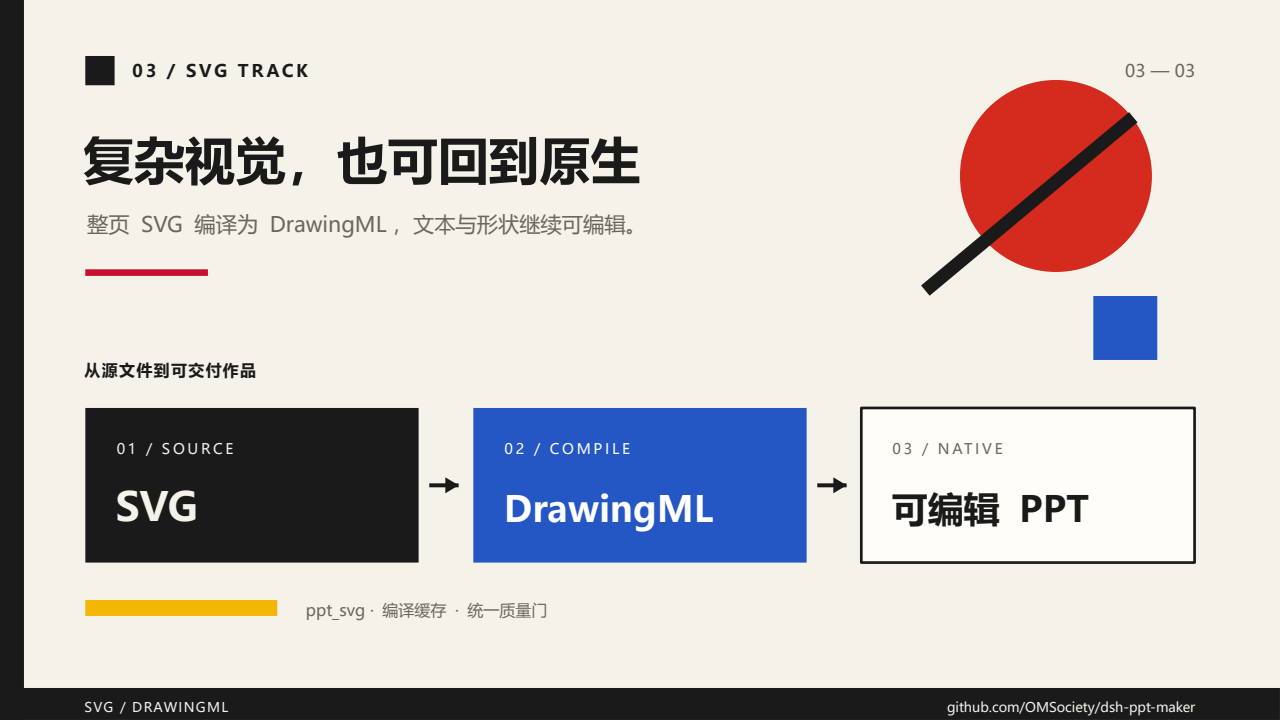 03 / SVG TRACK
03 — 03
复杂视觉，也可回到原生
整页 SVG 编译为 DrawingML，文本与形状继续可编辑。
从源文件到可交付作品
01 / SOURCE
SVG
02 / COMPILE
DrawingML
03 / NATIVE
可编辑 PPT
ppt_svg · 编译缓存 · 统一质量门
SVG / DRAWINGML
github.com/OMSociety/dsh-ppt-maker